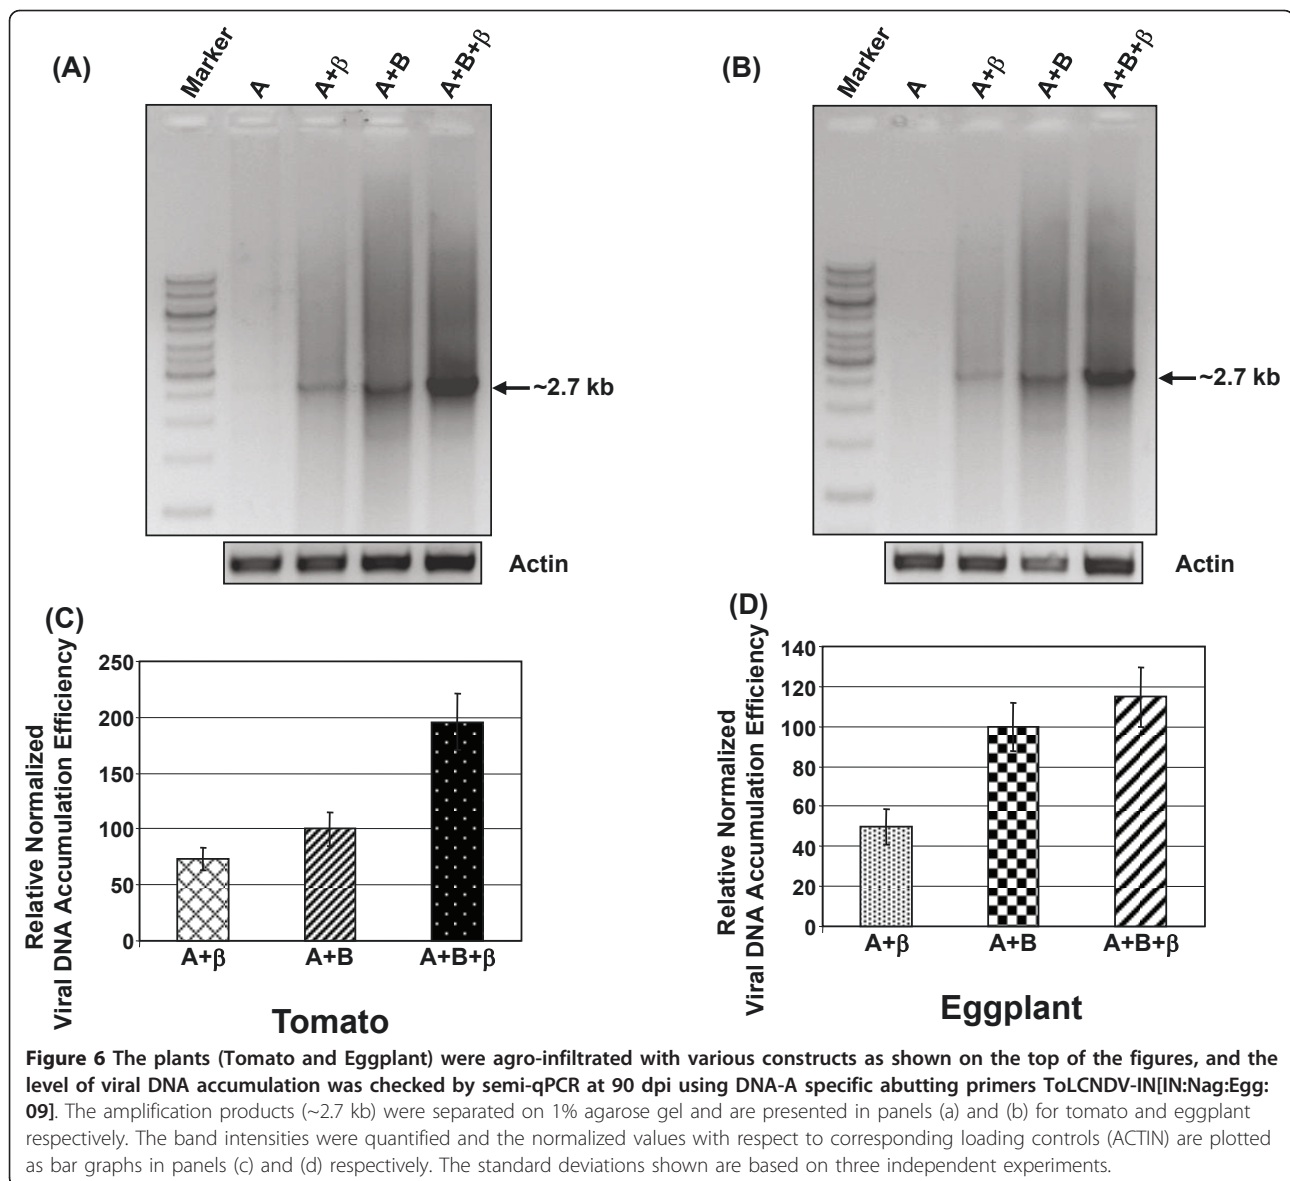 (A)
Marker
A
A+β
A+B
A+B+β
~2.7 kb
Actin
(B)
Marker
A
A+β
A+B
A+B+β
~2.7 kb
Actin
(C)
Relative Normalized
Viral DNA Accumulation Efficiency
250
200
150
100
50
0
A+β
A+B
A+B+β
Tomato
(D)
Relative Normalized
Viral DNA Accumulation Efficiency
140
120
100
80
60
40
20
0
A+β
A+B
A+B+β
Eggplant
Figure 6 The plants (Tomato and Eggplant) were agro-infiltrated with various constructs as shown on the top of the figures, and the
level of viral DNA accumulation was checked by semi-qPCR at 90 dpi using DNA-A specific abutting primers ToLCNDV-IN[IN:Nag:Egg:
09]. The amplification products (~2.7 kb) were separated on 1% agarose gel and are presented in panels (a) and (b) for tomato and eggplant
respectively. The band intensities were quantified and the normalized values with respect to corresponding loading controls (ACTIN) are plotted
as bar graphs in panels (c) and (d) respectively. The standard deviations shown are based on three independent experiments.